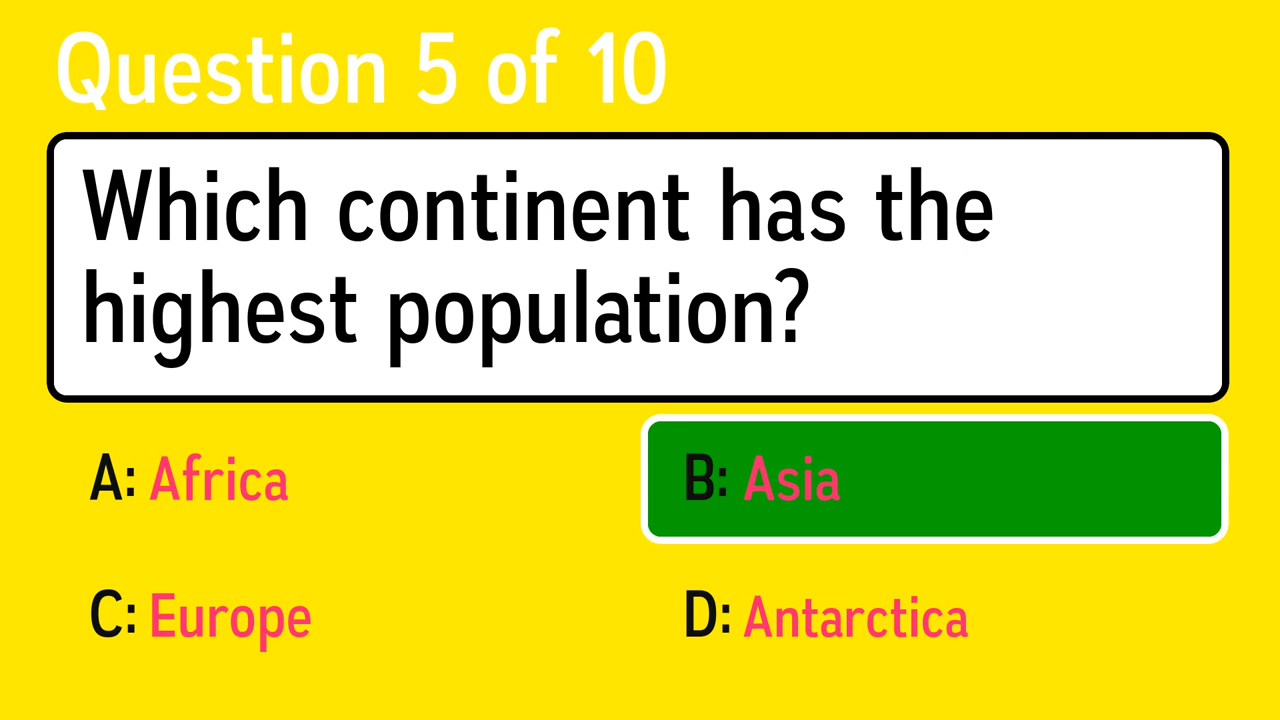 Question 5 of 10
Which continent has the
highest population?
A: Africa
B: Asia
C: Europe
D: Antarctica